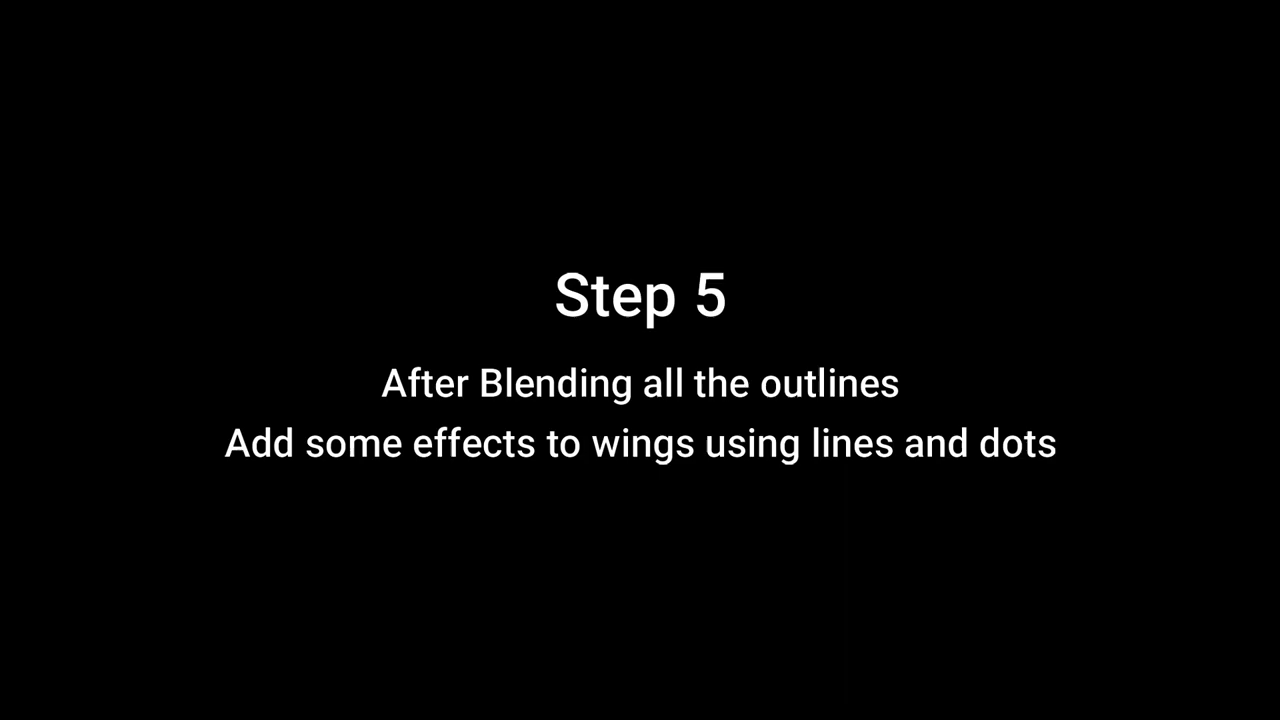 Step 5
After Blending all the outlines
Add some effects to wings using lines and dots